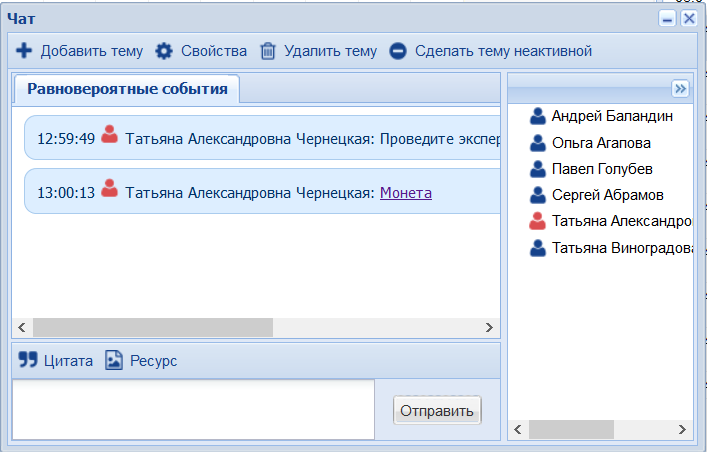 Чат
Добавить тему Свойства Удалить тему Сделать тему неактивной
Равновероятные события
12:59:49 Татьяна Александровна Чернецкая: Проведите экспер
13:00:13 Татьяна Александровна Чернецкая: Монета
Цитата Ресурс
Отправить
Андрей Баландин
Ольга Агапова
Павел Голубев
Сергей Абрамов
Татьяна Александро
Татьяна Виноградова